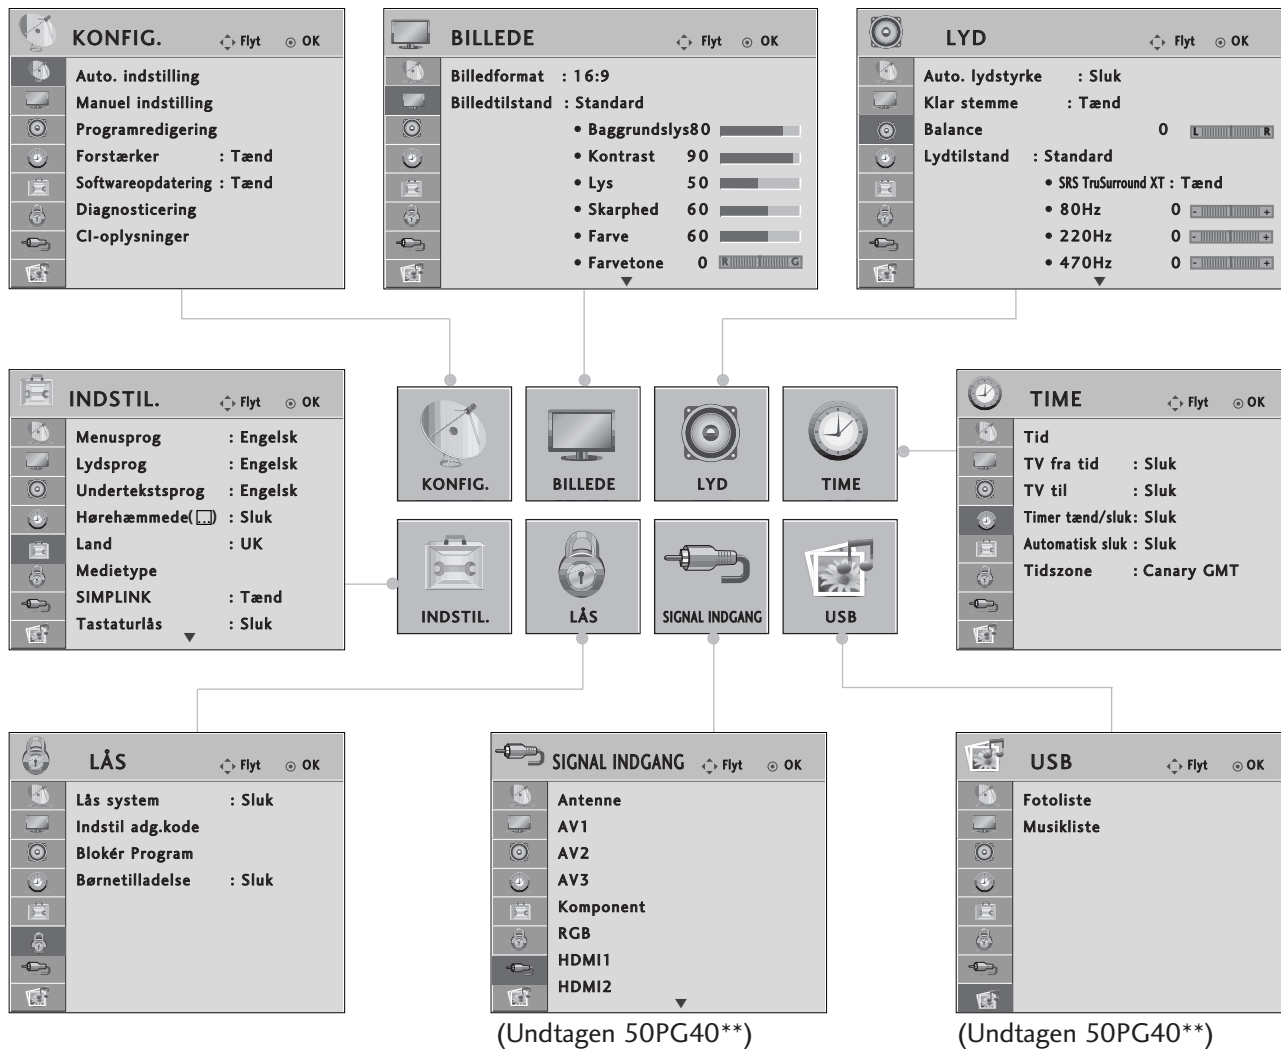 KONFIG. Flyt OK
Auto. indstilling
Manuel indstilling
Programredigering
Forstærker : Tænd
Softwareopdatering : Tænd
Diagnosticering
CI-oplysninger
BILLEDE Flyt OK
Billedformat : 16:9
Billedtilstand : Standard
• Baggrundslys80
• Kontrast 90
• Lys 50
• Skarphed 60
• Farve 60
• Farvetone 0 R G
LYD Flyt OK
Auto. lydstyrke : Sluk
Klar stemme : Tænd
Balance 0 L R
Lydtilstand : Standard
• SRS TruSurround XT : Tænd
• 80Hz 0 - +
• 220Hz 0 - +
• 470Hz 0 - +
INDSTIL. Flyt OK
Menusprog : Engelsk
Lydsprog : Engelsk
Undertekstsprog : Engelsk
Hørehæmmede( ) : Sluk
Land : UK
Medietype
SIMPLINK : Tænd
Tastaturlås : Sluk
KONFIG.
BILLEDE
LYD
TIME
INDSTIL.
LÅS
SIGNAL INDGANG
USB
TIME Flyt OK
Tid
TV fra tid : Sluk
TV til : Sluk
Timer tænd/sluk: Sluk
Automatisk sluk : Sluk
Tidszone : Canary GMT
LÅS Flyt OK
Lås system : Sluk
Indstil adg.kode
Blokér Program
Børnetilladelse : Sluk
SIGNAL INDGANG Flyt OK
Antenne
AV1
AV2
AV3
Komponent
RGB
HDMI1
HDMI2
(Undtagen 50PG40**)
USB Flyt OK
Fotoliste
Musikliste
(Undtagen 50PG40**)